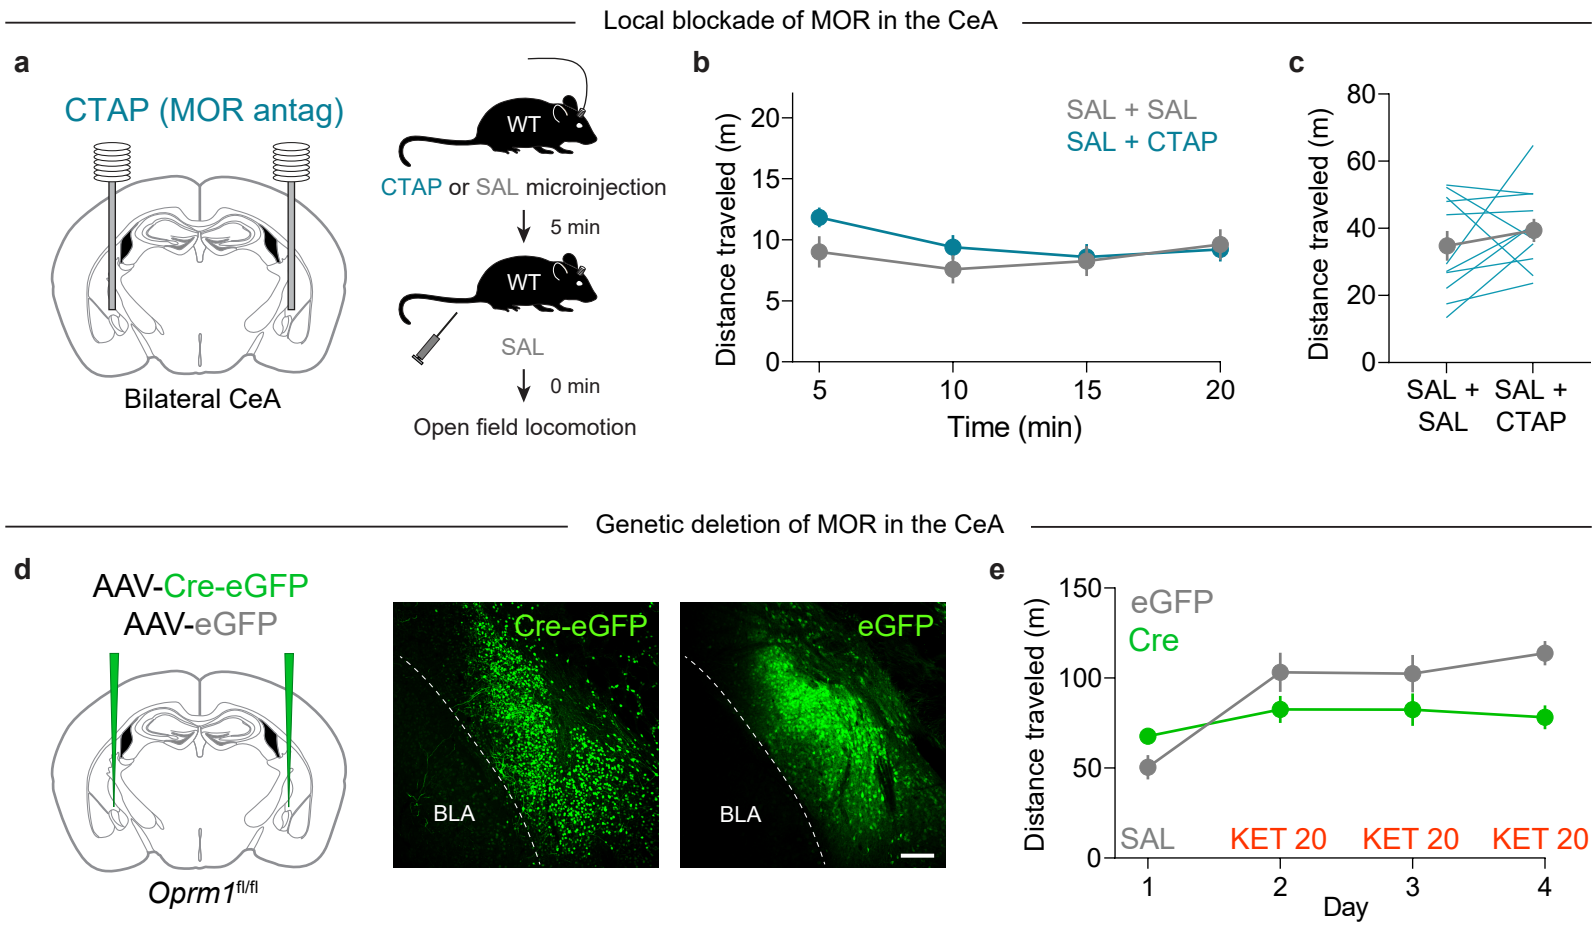 Local blockade of MOR in the CeA
a
CTAP (MOR antag)
Bilateral CeA
WT
CTAP or SAL microinjection
5 min
WT
SAL
0 min
Open field locomotion
b
Distance traveled (m)
20
15
10
5
0
SAL + SAL
SAL + CTAP
5 10 15 20
Time (min)
c
Distance traveled (m)
80
60
40
20
0
SAL + SAL +
SAL CTAP
Genetic deletion of MOR in the CeA
d
AAV-Cre-eGFP
AAV-eGFP
Oprm1fl/fl
Cre-eGFP
BLA
eGFP
BLA
e
Distance traveled (m)
150
100
50
0
eGFP
Cre
SAL KET 20 KET 20 KET 20
1 2 3 4
Day